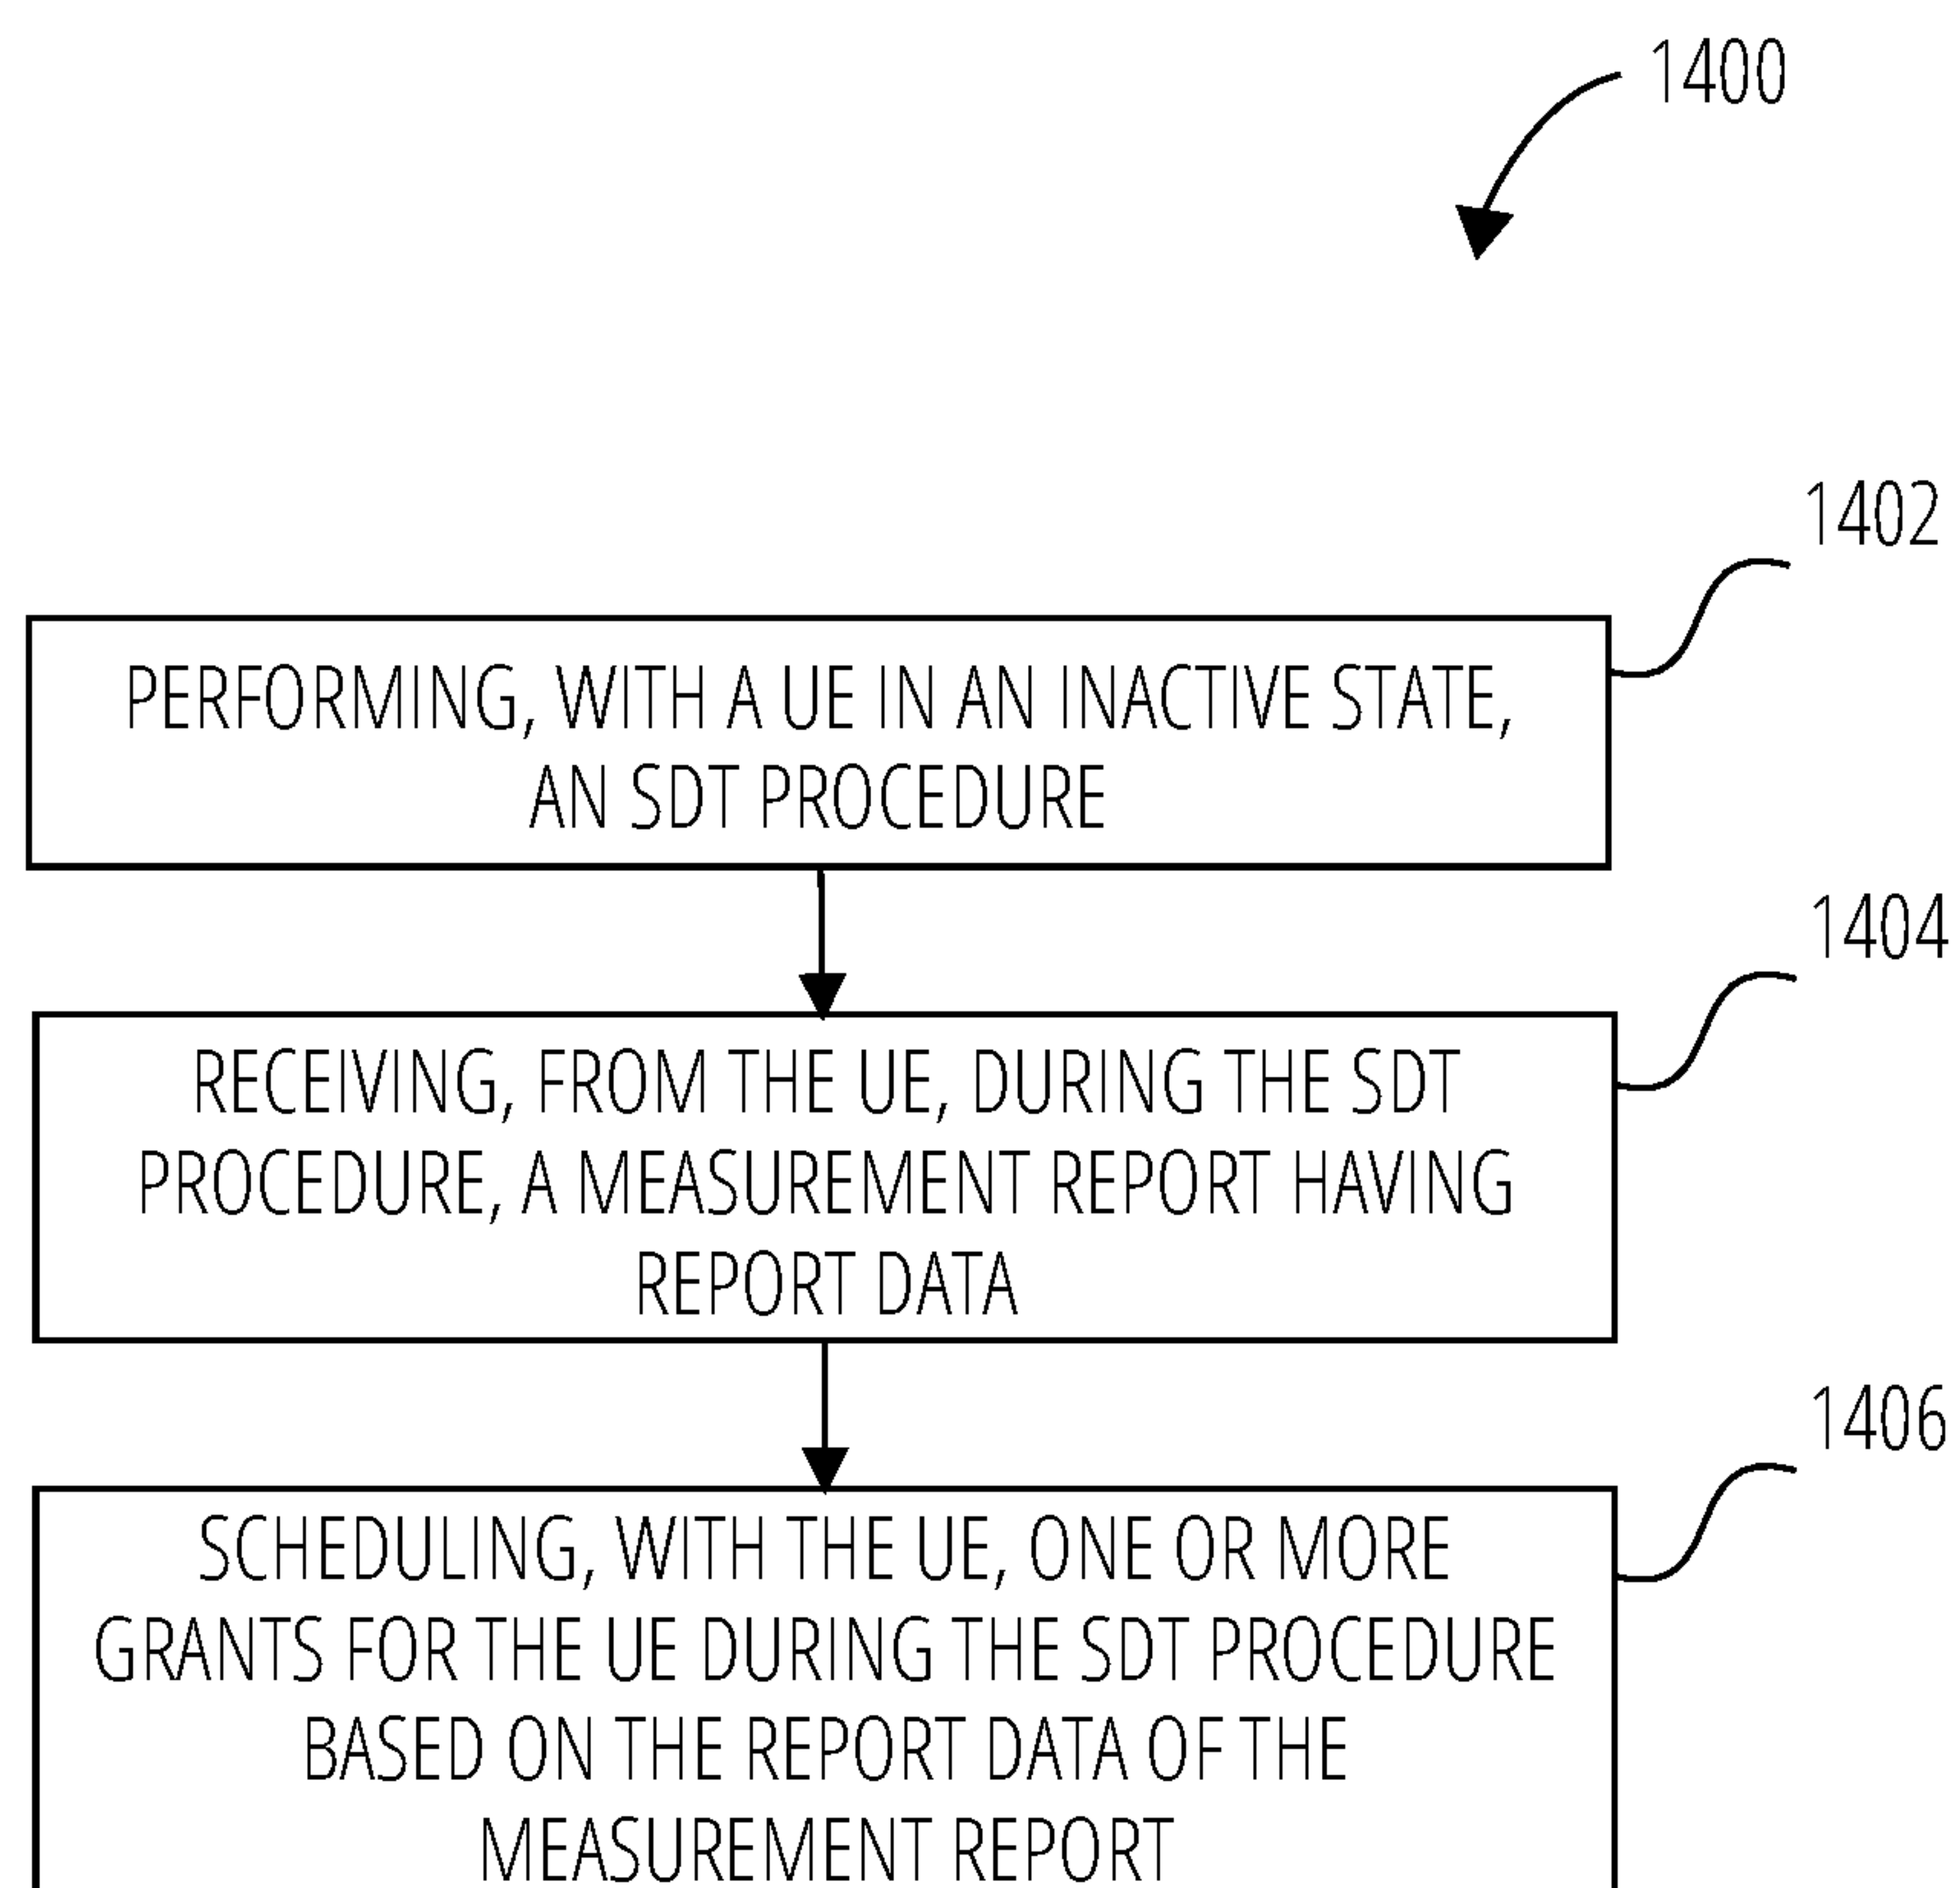 1400
1402
PERFORMING, WITH A UE IN AN INACTIVE STATE,
AN SDT PROCEDURE
1404
RECEIVING, FROM THE UE, DURING THE SDT
PROCEDURE, A MEASUREMENT REPORT HAVING
REPORT DATA
1406
SCHEDULING, WITH THE UE, ONE OR MORE
GRANTS FOR THE UE DURING THE SDT PROCEDURE
BASED ON THE REPORT DATA OF THE
MEASUREMENT REPORT